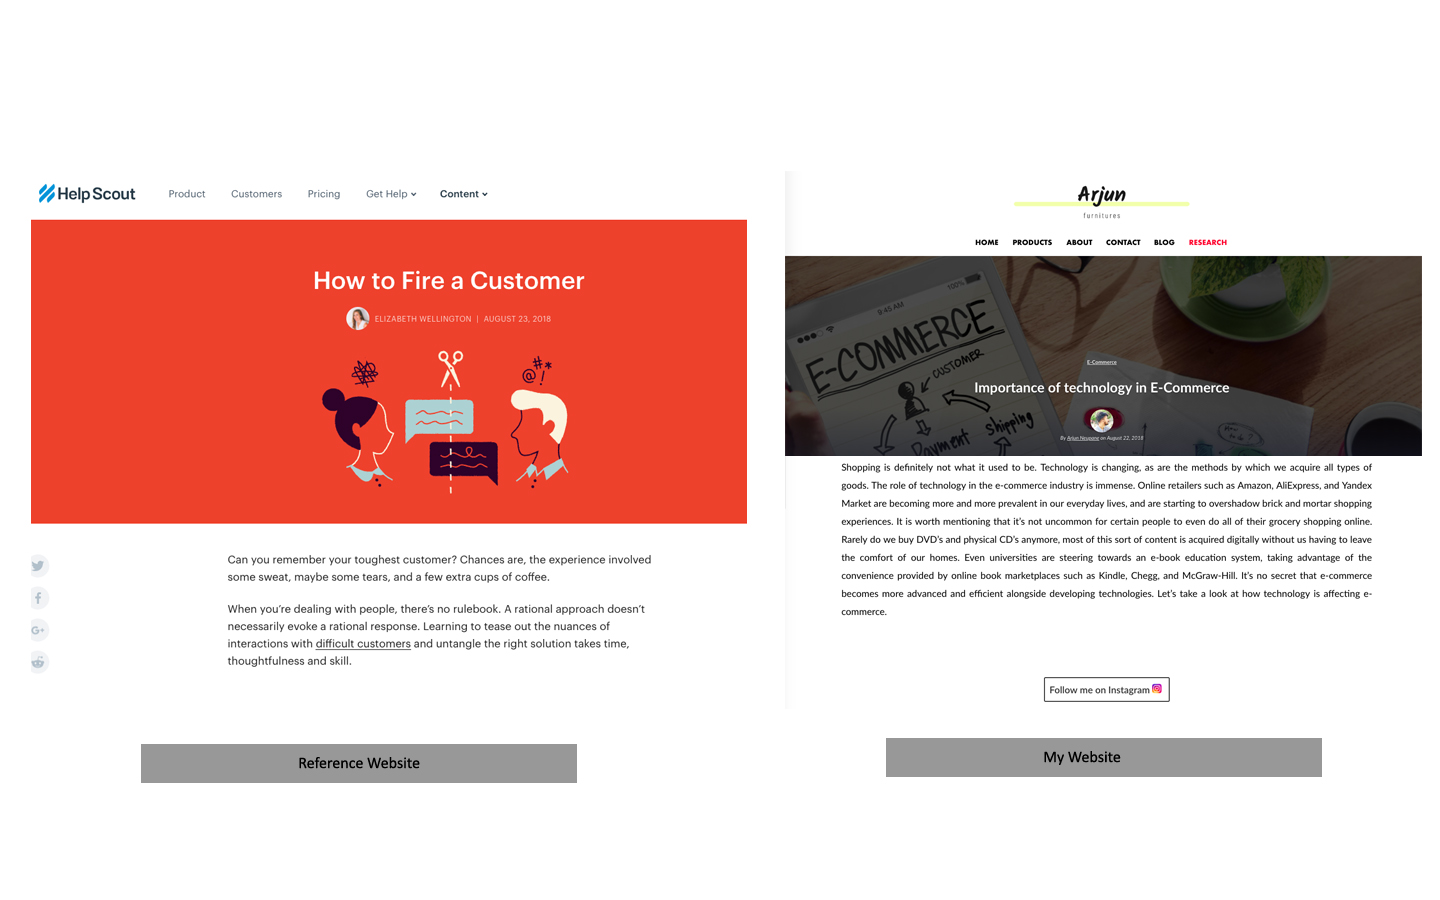 Help Scout
Product Customers Pricing Get Help Content
How to Fire a Customer
ELIZABETH WELLINGTON | AUGUST 23, 2018
#*
@!
Can you remember your toughest customer? Chances are, the experience involved
some sweat, maybe some tears, and a few extra cups of coffee.
When you're dealing with people, there's no rulebook. A rational approach doesn't
necessarily evoke a rational response. Learning to tease out the nuances of
interactions with difficult customers and untangle the right solution takes time,
thoughtfulness and skill.
Reference Website
Arjun
furnitures
HOME PRODUCTS ABOUT CONTACT BLOG RESEARCH
9:45 AM
E-COMMERCE
CUSTOMER
Payment
Shipping
E-Commerce
Importance of technology in E-Commerce
By Arjun Neupane on August 22, 2018
Shopping is definitely not what it used to be. Technology is changing, as are the methods by which we acquire all types of
goods. The role of technology in the e-commerce industry is immense. Online retailers such as Amazon, AliExpress, and Yandex
Market are becoming more and more prevalent in our everyday lives, and are starting to overshadow brick and mortar shopping
experiences. It is worth mentioning that it's not uncommon for certain people to even do all of their grocery shopping online.
Rarely do we buy DVD's and physical CD's anymore, most of this sort of content is acquired digitally without us having to leave
the comfort of our homes. Even universities are steering towards an e-book education system, taking advantage of the
convenience provided by online book marketplaces such as Kindle, Chegg, and McGraw-Hill. It's no secret that e-commerce
becomes more advanced and efficient alongside developing technologies. Let's take a look at how technology is affecting e-
commerce.
Follow me on Instagram
My Website